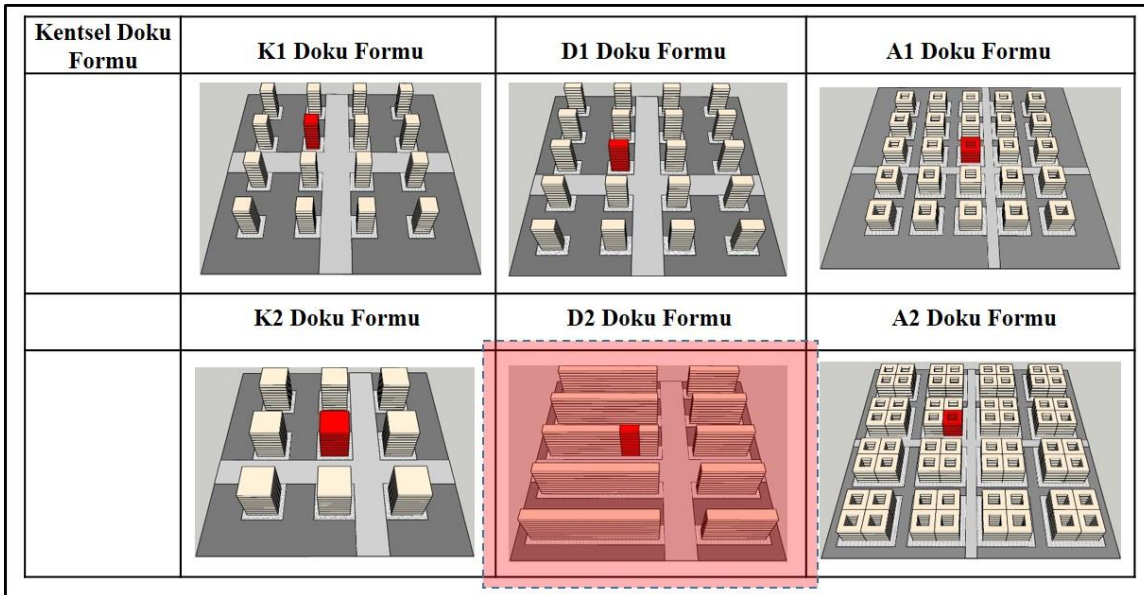 Kentsel Doku
Formu
K1 Doku Formu
D1 Doku Formu
A1 Doku Formu
K2 Doku Formu
D2 Doku Formu
A2 Doku Formu